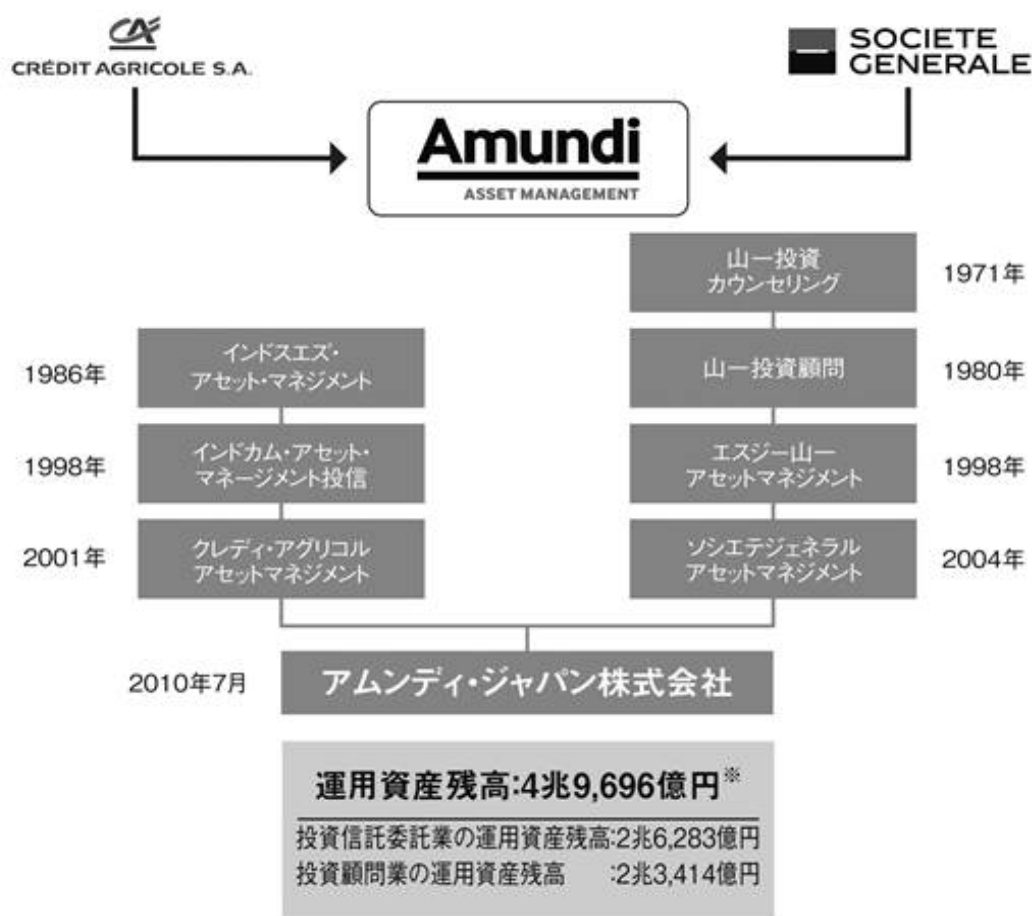 CA
CRÉDIT AGRICOLE S.A.
SOCIETE
GENERALE
Amundi
ASSET MANAGEMENT
山一投資
カウンセリング
1971年
1986年
インドスエズ・
アセット・マネジメント
山一投資顧問
1980年
1998年
インドカム・アセット・
マネージメント投信
エスジー山一
アセットマネジメント
1998年
2001年
クレディ・アグリコル
アセットマネジメント
ソシエテジェネラル
アセットマネジメント
2004年
2010年7月
アムンディ・ジャパン株式会社
運用資産残高:4兆9,696億円※
投資信託委託業の運用資産残高:2兆6,283億円
投資顧問業の運用資産残高 :2兆3,414億円